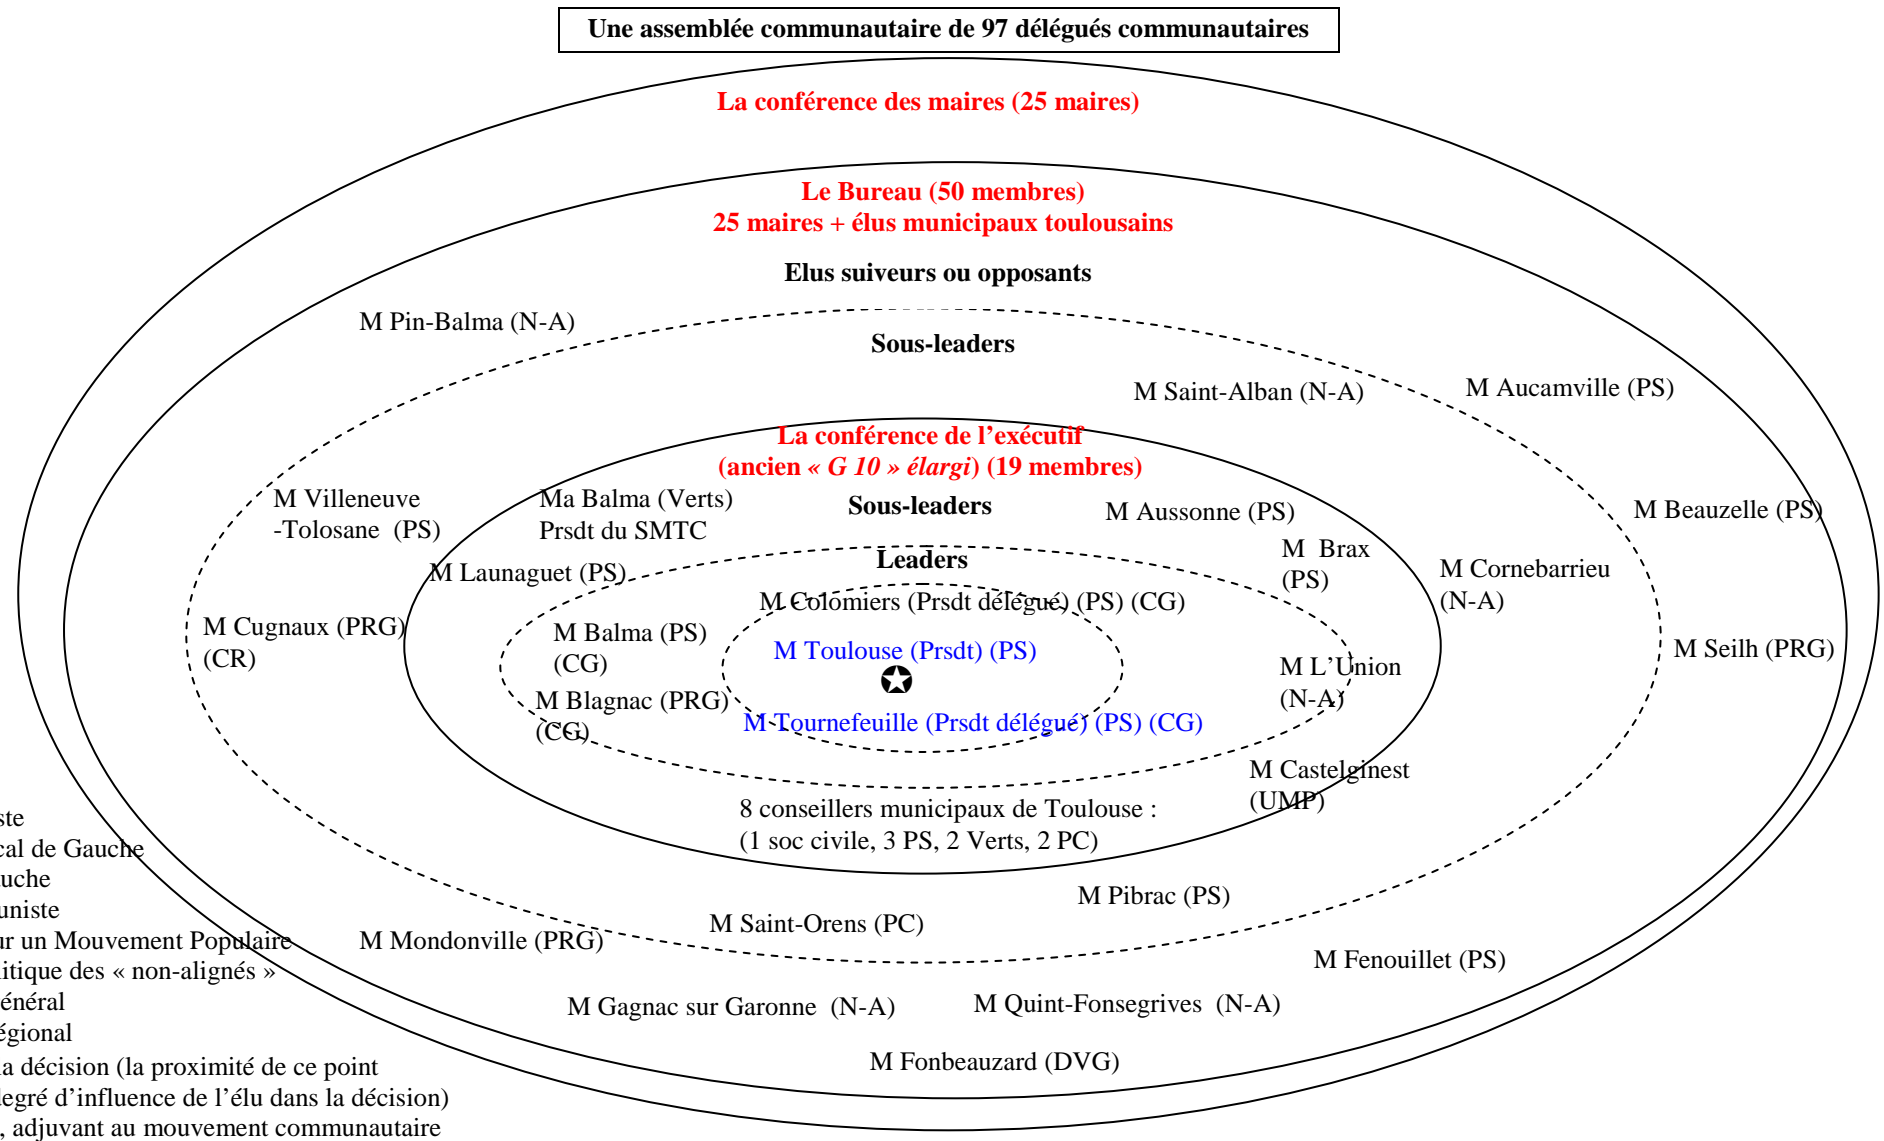 Une assemblée communautaire de 97 délégués communautaires
La conférence des maires (25 maires)
Le Bureau (50 membres)
25 maires + élus municipaux toulousains
Elus suiveurs ou opposants
M Pin-Balma (N-A)
Sous-leaders
M Saint-Alban (N-A)
M Aucamville (PS)
La conférence de l’exécutif
(ancien « G 10 » élargi) (19 membres)
M Villeneuve
-Tolosane (PS)
Ma Balma (Verts)
Prsdt du SMTC
Sous-leaders
M Aussonne (PS)
M Beauzelle (PS)
M Brax
(PS)
Leaders
M Launaguet (PS)
M Cornebarrieu
(N-A)
M Colomiers (Prsdt délégué) (PS) (CG)
M Cugnaux (PRG)
(CR)
M Balma (PS)
(CG)
M Toulouse (Prsdt) (PS)
M L’Union
(N-A)
M Seilh (PRG)
M Blagnac (PRG)
(CG)
M Tournefeuille (Prsdt délégué) (PS) (CG)
M Castelginest
(UMP)
8 conseillers municipaux de Toulouse :
(1 soc civile, 3 PS, 2 Verts, 2 PC)
M Pibrac (PS)
M Saint-Orens (PC)
M Mondonville (PRG)
M Fenouillet (PS)
M Gagnac sur Garonne (N-A)
M Quint-Fonsegrives (N-A)
M Fonbeauzard (DVG)
ste
cal de Gauche
auche
uniste
ur un Mouvement Populaire
litique des « non-alignés »
énéral
égional
la décision (la proximité de ce point
degré d’influence de l’élu dans la décision)
, adjuvant au mouvement communautaire